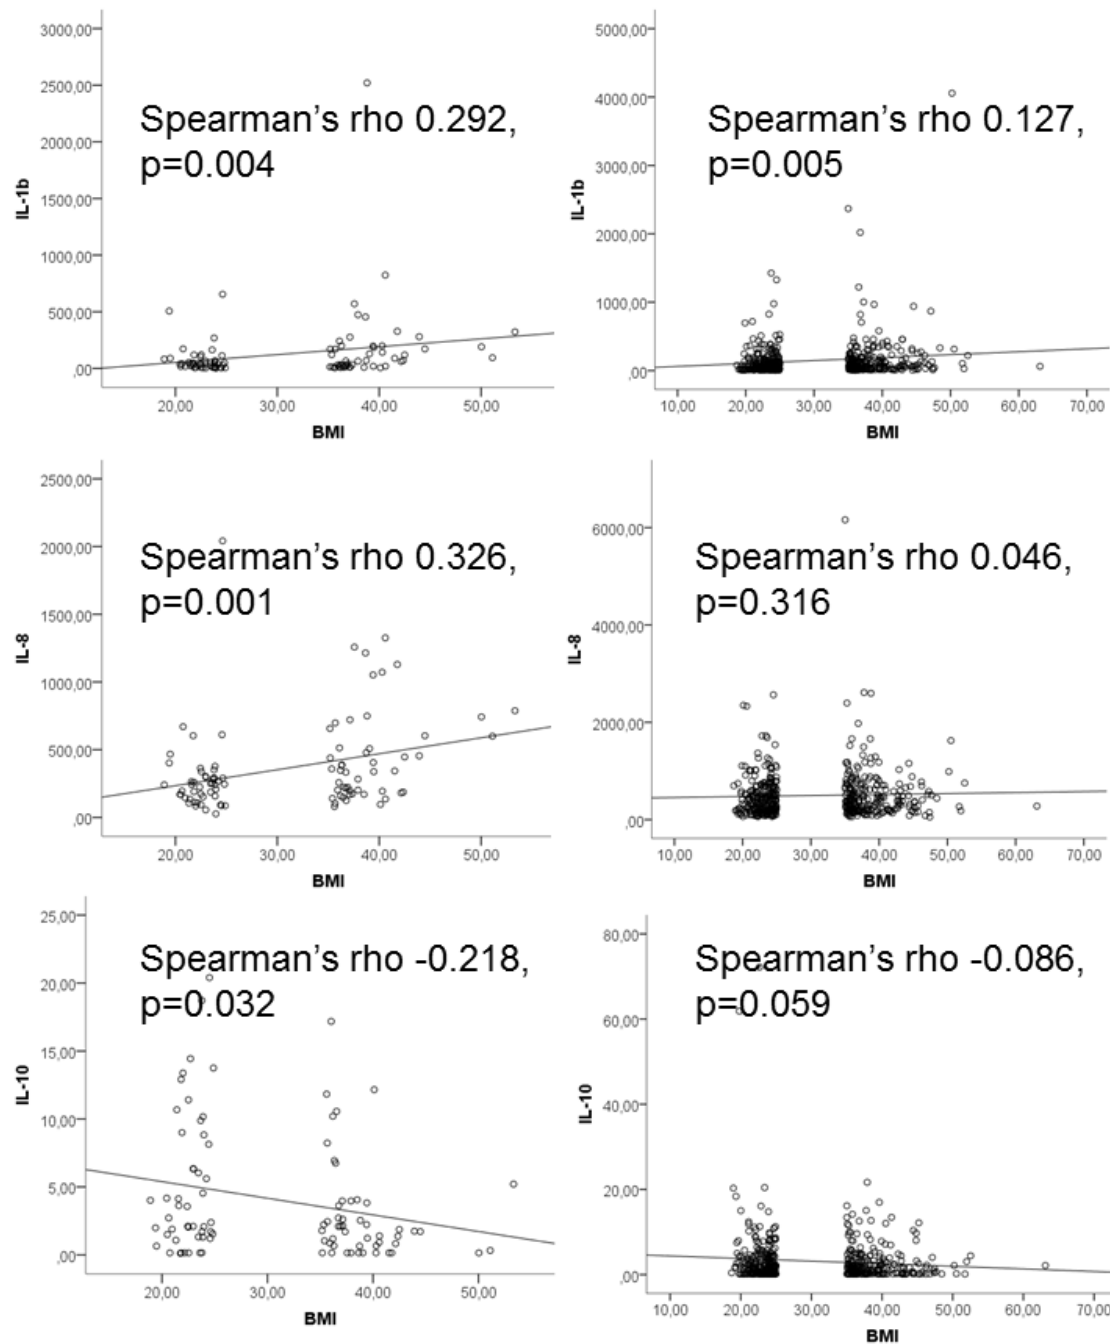 3000,00
2500,00
2000,00
1500,00
1000,00
500,00
,00
IL-1b
Spearman's rho 0.292,
p=0.004
20,00 30,00 40,00 50,00
BMI
5000,00
4000,00
3000,00
2000,00
1000,00
,00
IL-1b
Spearman's rho 0.127,
p=0.005
10,00 20,00 30,00 40,00 50,00 60,00 70,00
BMI
2500,00
2000,00
1500,00
1000,00
500,00
,00
IL-8
Spearman's rho 0.326,
p=0.001
20,00 30,00 40,00 50,00
BMI
6000,00
4000,00
2000,00
,00
IL-8
Spearman's rho 0.046,
p=0.316
10,00 20,00 30,00 40,00 50,00 60,00 70,00
BMI
25,00
20,00
15,00
10,00
5,00
,00
IL-10
Spearman's rho -0.218,
p=0.032
20,00 30,00 40,00 50,00
BMI
80,00
60,00
40,00
20,00
,00
IL-10
Spearman's rho -0.086,
p=0.059
10,00 20,00 30,00 40,00 50,00 60,00 70,00
BMI